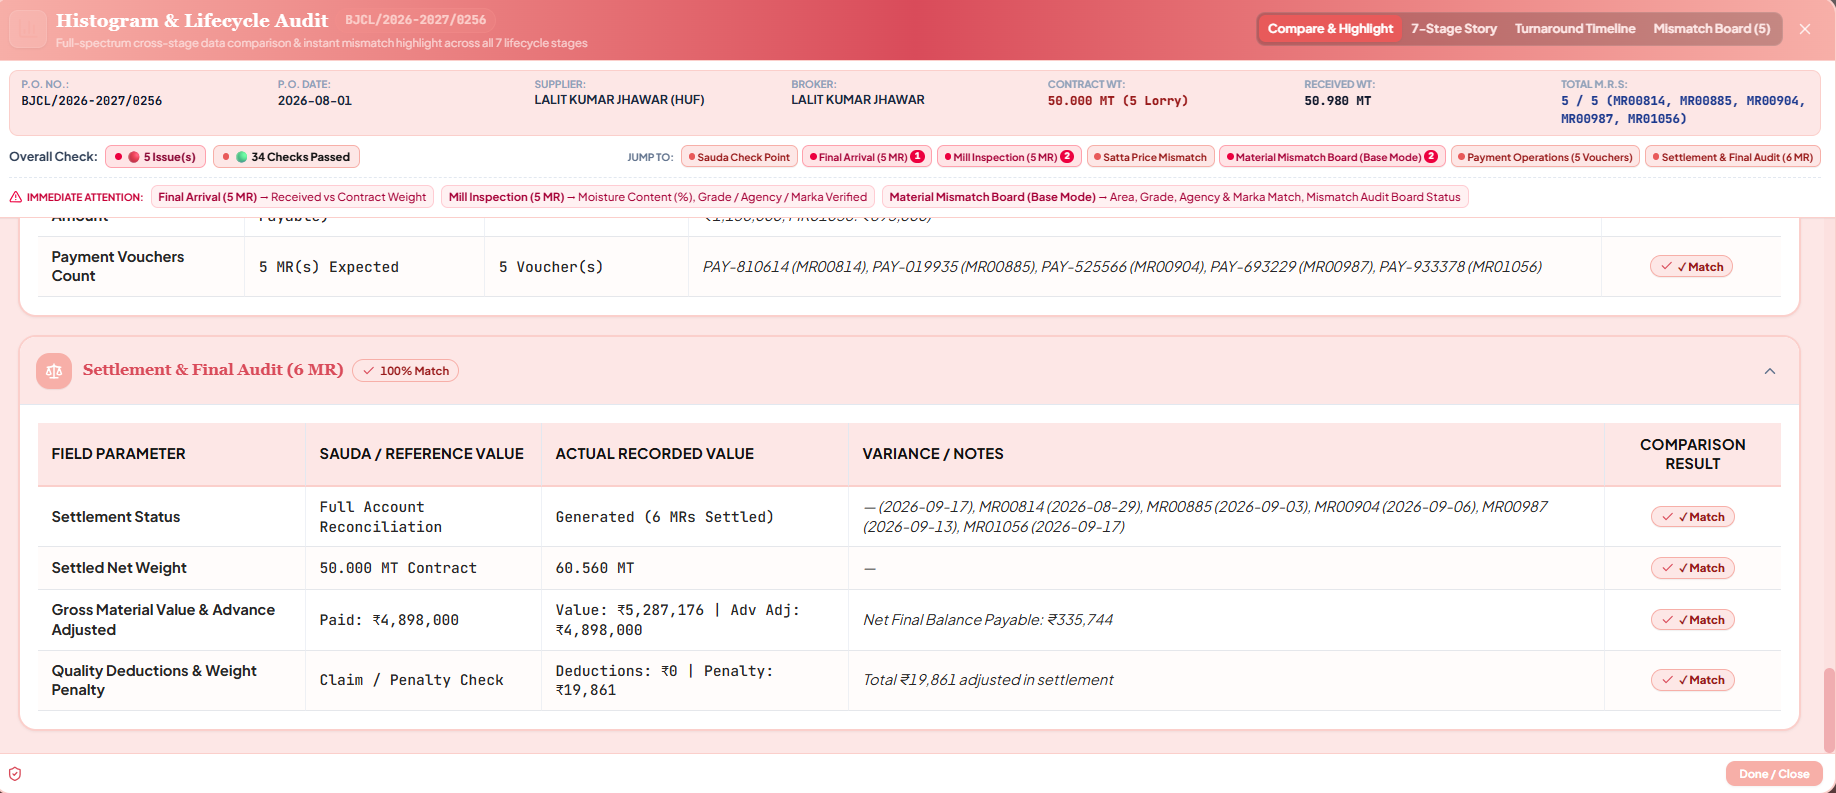 Histogram & Lifecycle Audit BJCL/2026-2027/0256
Full-spectrum cross-stage data comparison & instant mismatch highlight across all 7 lifecycle stages
Compare & Highlight 7-Stage Story Turnaround Timeline Mismatch Board (5)
P.O. NO.: P.O. DATE: SUPPLIER: BROKER: CONTRACT WT: RECEIVED WT: TOTAL M.R.S:
BJCL/2026-2027/0256 2026-08-01 LALIT KUMAR JHAWAR (HUF) LALIT KUMAR JHAWAR 50.000 MT (5 Lorry) 50.980 MT 5 / 5 (MR00814, MR00885, MR00904,
MR00987, MR01056)
Overall Check: 5 Issue(s) 34 Checks Passed JUMP TO: Sauda Check Point Final Arrival (5 MR) 1 Mill Inspection (5 MR) 2 Satta Price Mismatch Material Mismatch Board (Base Mode) 2 Payment Operations (5 Vouchers) Settlement & Final Audit (6 MR)
IMMEDIATE ATTENTION: Final Arrival (5 MR) → Received vs Contract Weight Mill Inspection (5 MR) → Moisture Content (%), Grade / Agency / Marka Verified Material Mismatch Board (Base Mode) → Area, Grade, Agency & Marka Match, Mismatch Audit Board Status
Amount Payable)
Payment Vouchers
Count
5 MR(s) Expected 5 Voucher(s) PAY-810614 (MR00814), PAY-019935 (MR00885), PAY-525566 (MR00904), PAY-693229 (MR00987), PAY-933378 (MR01056) ✓ Match
Settlement & Final Audit (6 MR) 100% Match
FIELD PARAMETER SAUDA / REFERENCE VALUE ACTUAL RECORDED VALUE VARIANCE / NOTES COMPARISON
RESULT
Settlement Status
Full Account
Reconciliation
Generated (6 MRs Settled)
— (2026-09-17), MR00814 (2026-08-29), MR00885 (2026-09-03), MR00904 (2026-09-06), MR00987
(2026-09-13), MR01056 (2026-09-17)
✓ Match
Settled Net Weight 50.000 MT Contract 60.560 MT — ✓ Match
Gross Material Value & Advance
Adjusted
Paid: ₹4,898,000
Value: ₹5,287,176 | Adv Adj:
₹4,898,000
Net Final Balance Payable: ₹335,744
✓ Match
Quality Deductions & Weight
Penalty
Claim / Penalty Check
Deductions: ₹0 | Penalty:
₹19,861
Total ₹19,861 adjusted in settlement
✓ Match
Done / Close